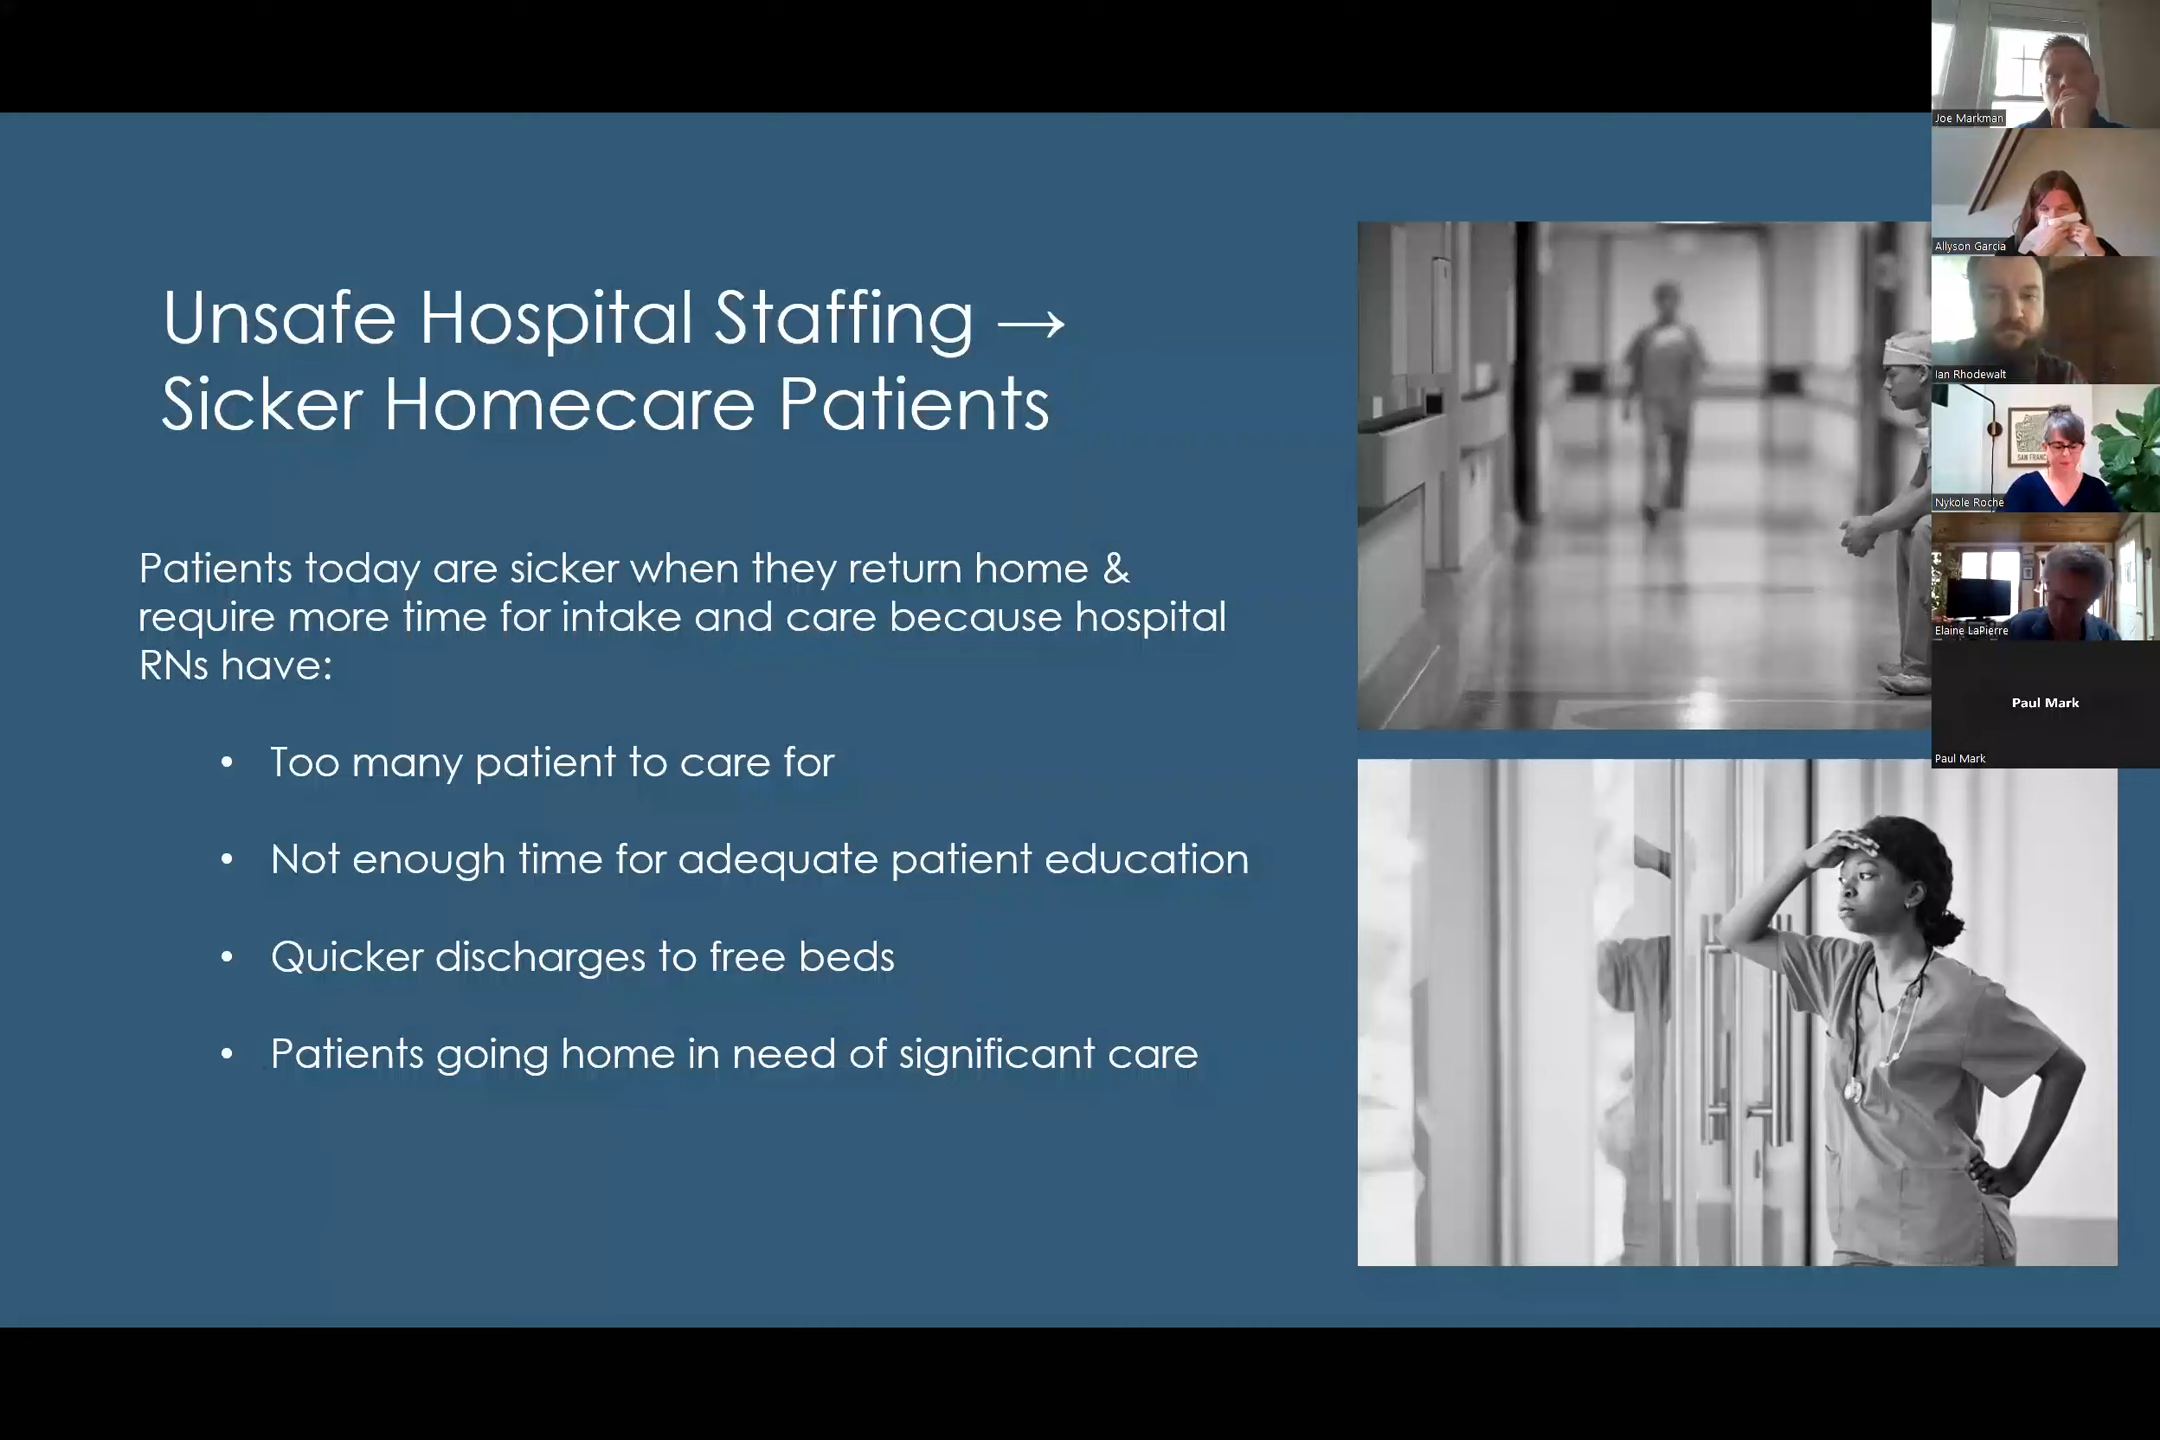 Unsafe Hospital Staffing →
Sicker Homecare Patients
Patients today are sicker when they return home &
require more time for intake and care because hospital
RNs have:
• Too many patient to care for
• Not enough time for adequate patient education
• Quicker discharges to free beds
• Patients going home in need of significant care
Joe Markman
Allyson Garcia
Ian Rhodewalt
SAN FRANC
Nykole Roche
Elaine LaPierre
Paul Mark
Paul Mark